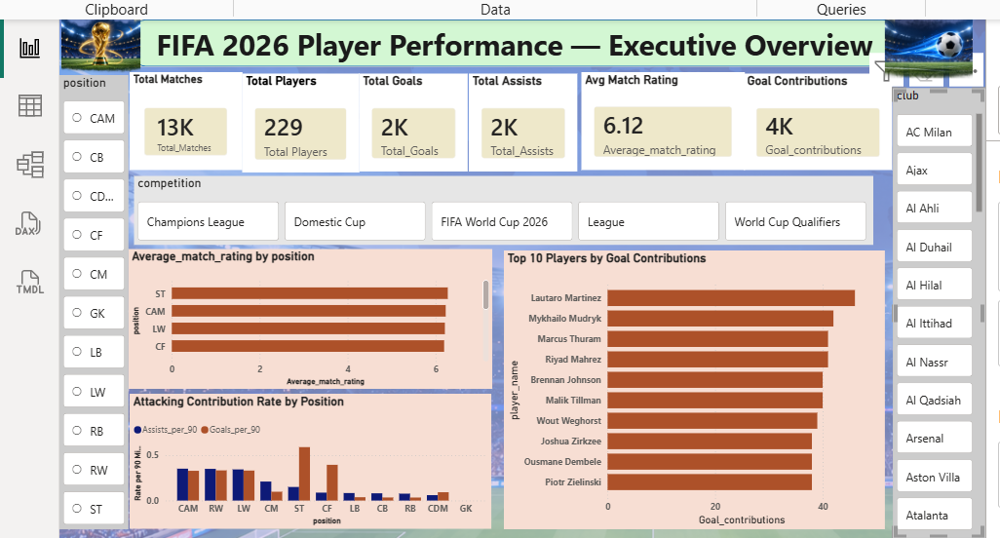 Clipboard
Data
Queries
FIFA 2026 Player Performance — Executive Overview
position
CAM
CB
CD...
CF
CM
GK
LB
LW
RB
RW
ST
Total Matches
13K
Total_Matches
Total Players
229
Total Players
Total Goals
2K
Total_Goals
Total Assists
2K
Total_Assists
Avg Match Rating
6.12
Average_match_rating
Goal Contributions
4K
Goal_contributions
competition
Champions League
Domestic Cup
FIFA World Cup 2026
League
World Cup Qualifiers
Average_match_rating by position
position
ST
CAM
LW
CF
0
2
4
6
Average_match_rating
Attacking Contribution Rate by Position
Assists_per_90
Goals_per_90
Rate per 90 Mi...
0.5
0.0
CAM
RW
LW
CM
ST
CF
LB
CB
RB
CDM
GK
position
Top 10 Players by Goal Contributions
player_name
Lautaro Martinez
Mykhailo Mudryk
Marcus Thuram
Riyad Mahrez
Brennan Johnson
Malik Tillman
Wout Weghorst
Joshua Zirkzee
Ousmane Dembele
Piotr Zielinski
0
20
40
Goal_contributions
club
AC Milan
Ajax
Al Ahli
Al Duhail
Al Hilal
Al Ittihad
Al Nassr
Al Qadsiah
Arsenal
Aston Villa
Atalanta
DAX
TMDL